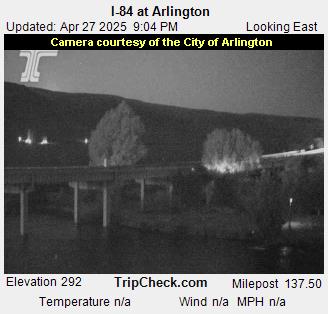 I-84 at Arlington
Updated: Apr 27 2025 9:04 PM Looking East
Camera courtesy of the City of Arlington
Elevation 292 TripCheck.com Milepost 137.50
Temperature n/a Wind n/a MPH n/a